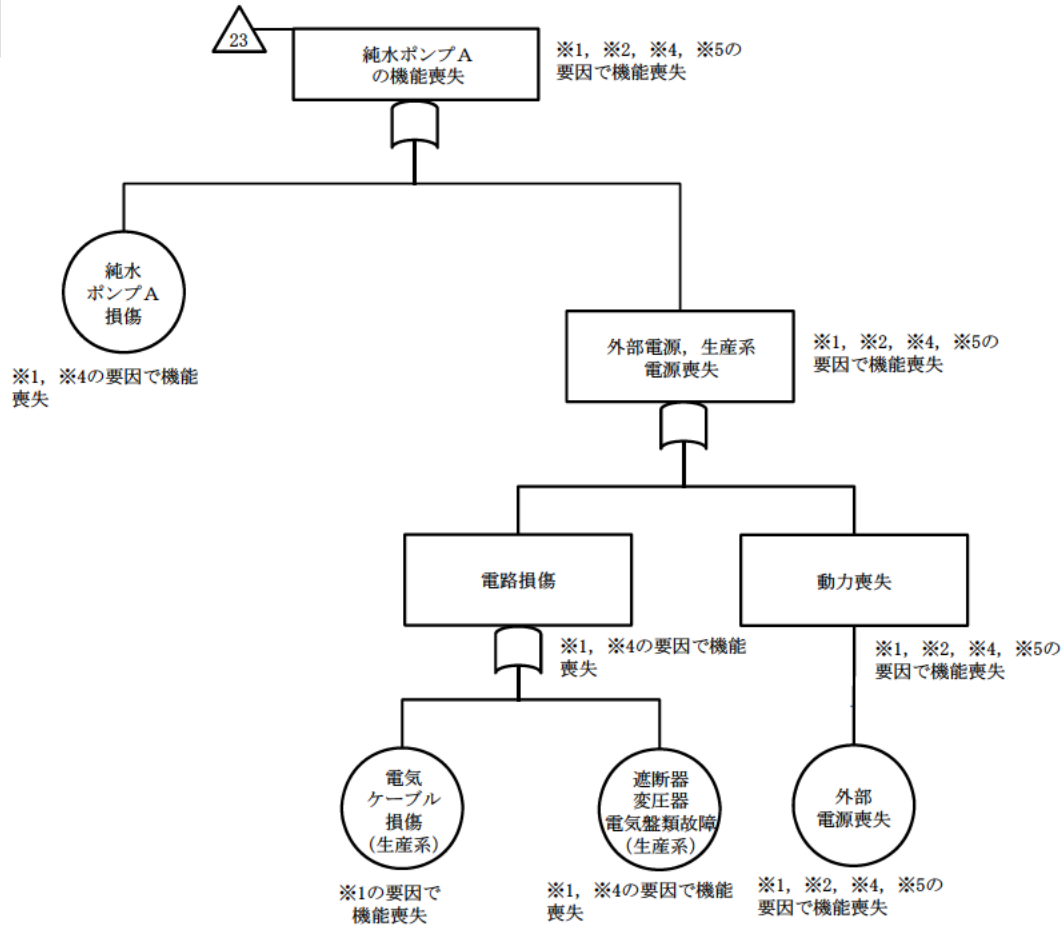 23
純水ポンプA
の機能喪失
※1, ※2, ※4, ※5の
要因で機能喪失
純水
ポンプA
損傷
※1, ※4の要因で機能
喪失
外部電源, 生産系
電源喪失
※1, ※2, ※4, ※5の
要因で機能喪失
電路損傷
※1, ※4の要因で機能
喪失
動力喪失
※1, ※2, ※4, ※5の
要因で機能喪失
電気
ケーブル
損傷
(生産系)
※1の要因で
機能喪失
遮断器
変圧器
電気盤類故障
(生産系)
※1, ※4の要因で機能
喪失
外部
電源喪失
※1, ※2, ※4, ※5の
要因で機能喪失